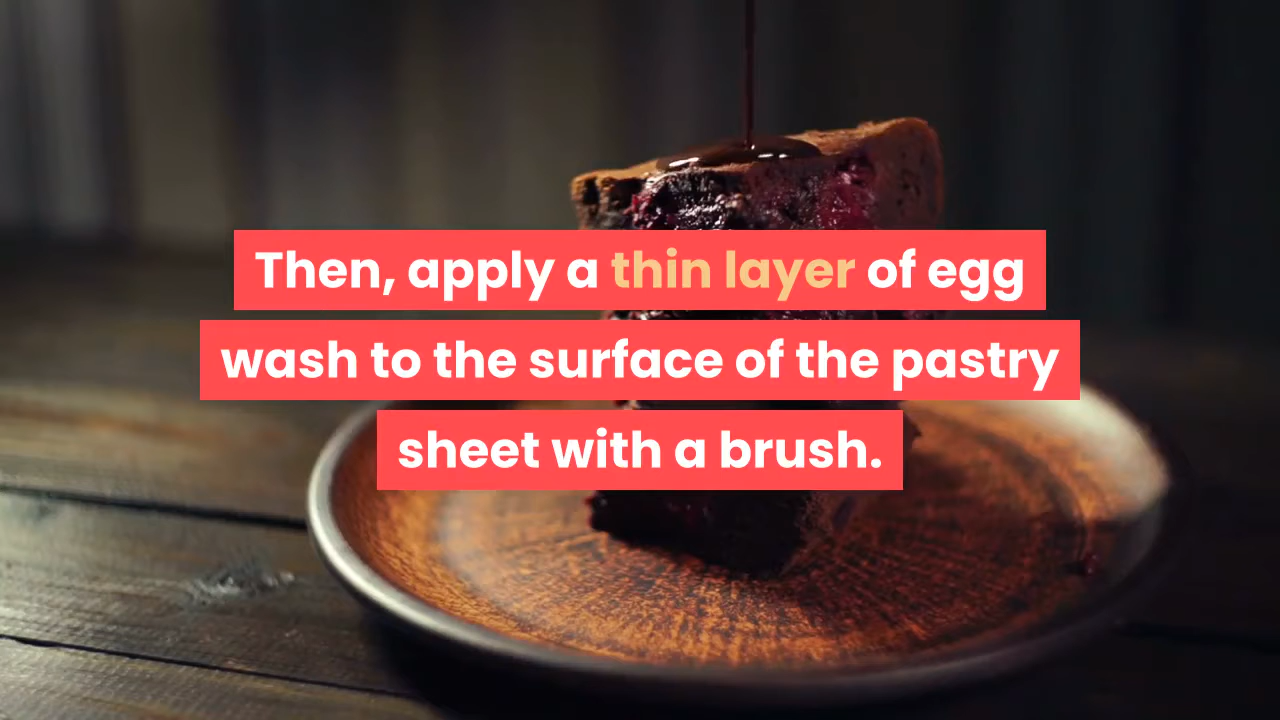 Then, apply a thin layer of egg
wash to the surface of the pastry
sheet with a brush.